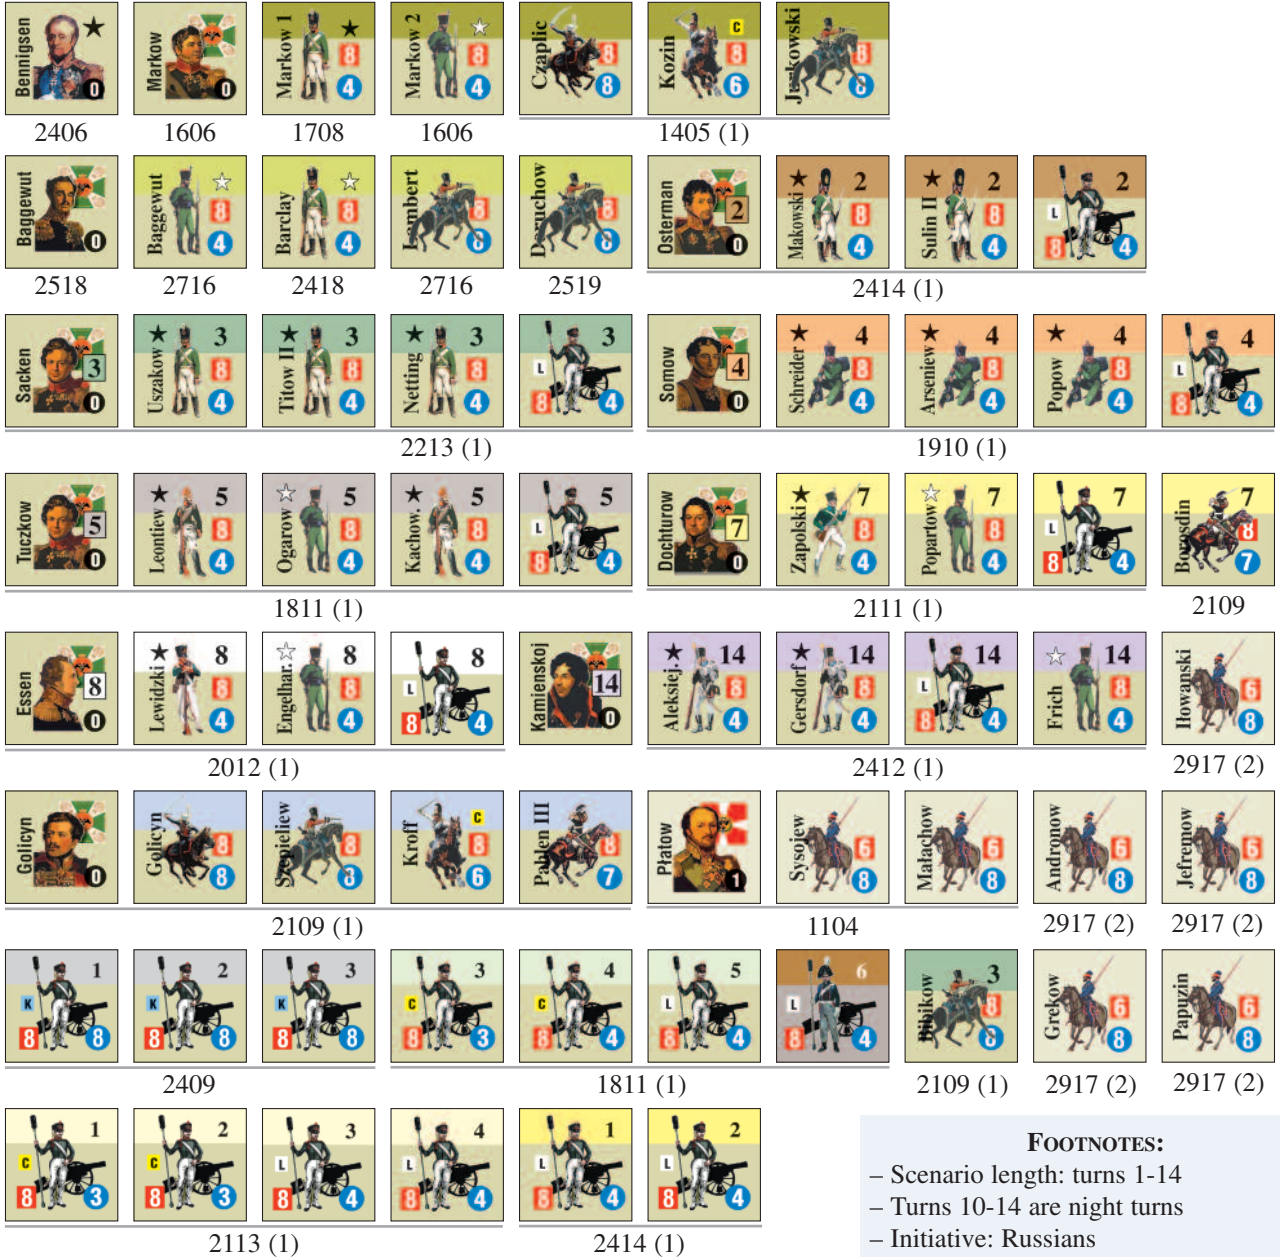 Bennigsen 0
Markow 0
Markow 1 8 4
Markow 2 8 4
Czaplic 8 8
Kozin C 8 6
Jurkowski 8 8
2406 1606 1708 1606 1405 (1)
Baggewut 0
Baggewut 8 4
Barclay 8 4
Lambert 8 8
Doruchow 8 8
Osterman 2 0
Makowski 2 8 4
Sulin II 2 8 4
2 L 8 4
2518 2716 2418 2716 2519 2414 (1)
Sacken 3 0
Uszakow 3 8 4
Titow II 3 8 4
Netting 3 8 4
3 L 8 4
Somow 4 0
Schreider 4 8 4
Arseniew 4 8 4
Popow 4 8 4
4 L 8 4
2213 (1) 1910 (1)
Tuczkow 5 0
Leontiew 5 8 4
Ogarow 5 8 4
Kachow. 5 8 4
5 L 8 4
Dochturow 7 0
Zapolski 7 8 4
Popartow 7 8 4
7 L 8 4
Borosdin 7 8 7
1811 (1) 2111 (1) 2109
Essen 8 0
Lewidzki 8 8 4
Engelhar. 8 8 4
8 L 8 4
Kamienskoj 14 0
Aleksiej. 14 8 4
Gersdorf 14 8 4
14 L 8 4
Frich 14 8 4
Iłowanski 6 8
2012 (1) 2412 (1) 2917 (2)
Golicyn 0
Golicyn 8 8
Szepieliew 8 8
Kroff C 8 6
Pahlen III 8 7
Płatow 1
Sysojew 6 8
Małachow 6 8
Andronow 6 8
Jefremow 6 8
2109 (1) 1104 2917 (2) 2917 (2)
1 K 8 8
2 K 8 8
3 K 8 8
3 C 8 3
4 C 8 4
5 L 8 4
6 L 8 4
Bibikow 3 8 8
Grekow 6 8
Papuzin 6 8
2409 1811 (1) 2109 (1) 2917 (2) 2917 (2)
1 C 8 3
2 C 8 3
3 L 8 4
4 L 8 4
1 L 8 4
2 L 8 4
2113 (1) 2414 (1)
FOOTNOTES:
– Scenario length: turns 1-14
– Turns 10-14 are night turns
– Initiative: Russians